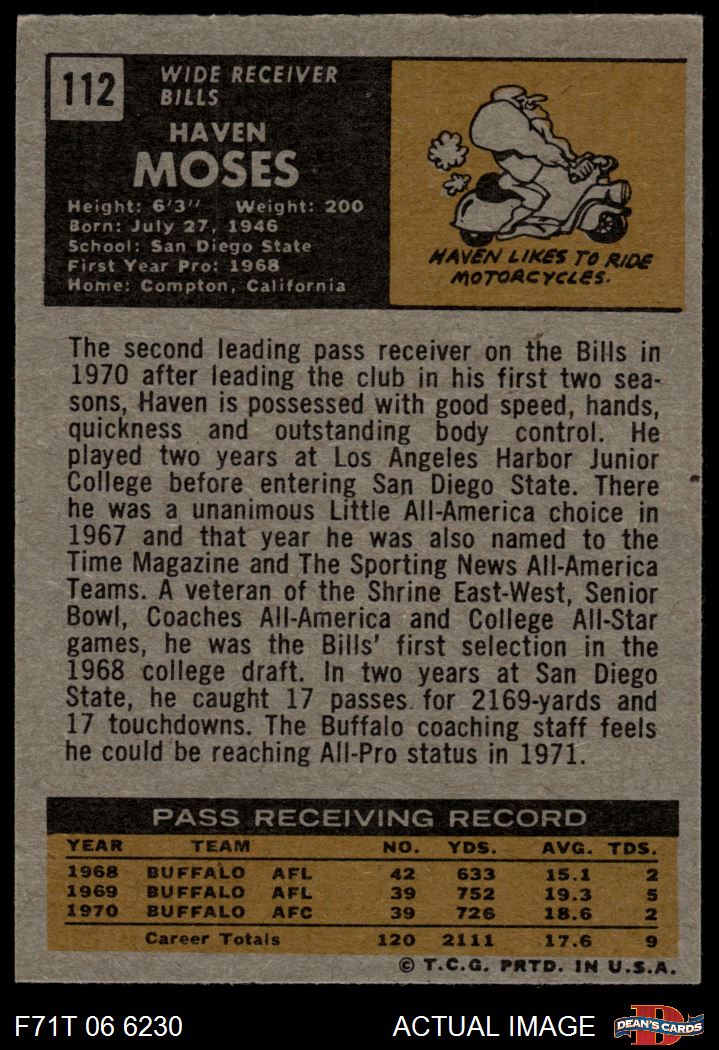 112
WIDE RECEIVER
BILLS
HAVEN
MOSES
Height: 6'3" Weight: 200
Born: July 27, 1946
School: San Diego State
First Year Pro: 1968
Home: Compton, California
HAVEN LIKES TO RIDE
MOTORCYCLES.
The second leading pass receiver on the Bills in
1970 after leading the club in his first two sea-
sons, Haven is possessed with good speed, hands,
quickness and outstanding body control. He
played two years at Los Angeles Harbor Junior
College before entering San Diego State. There
he was a unanimous Little All-America choice in
1967 and that year he was also named to the
Time Magazine and The Sporting News All-America
Teams. A veteran of the Shrine East-West, Senior
Bowl, Coaches All-America and College All-Star
games, he was the Bills' first selection in the
1968 college draft. In two years at San Diego
State, he caught 17 passes for 2169-yards and
17 touchdowns. The Buffalo coaching staff feels
he could be reaching All-Pro status in 1971.
PASS RECEIVING RECORD
YEAR TEAM NO. YDS. AVG. TDS.
1968 BUFFALO AFL 42 633 15.1 2
1969 BUFFALO AFL 39 752 19.3 5
1970 BUFFALO AFC 39 726 18.6 2
Career Totals 120 2111 17.6 9
© T.C.G. PRTD. IN U.S.A.
F71T 06 6230 ACTUAL IMAGE D DEAN'S CARDS